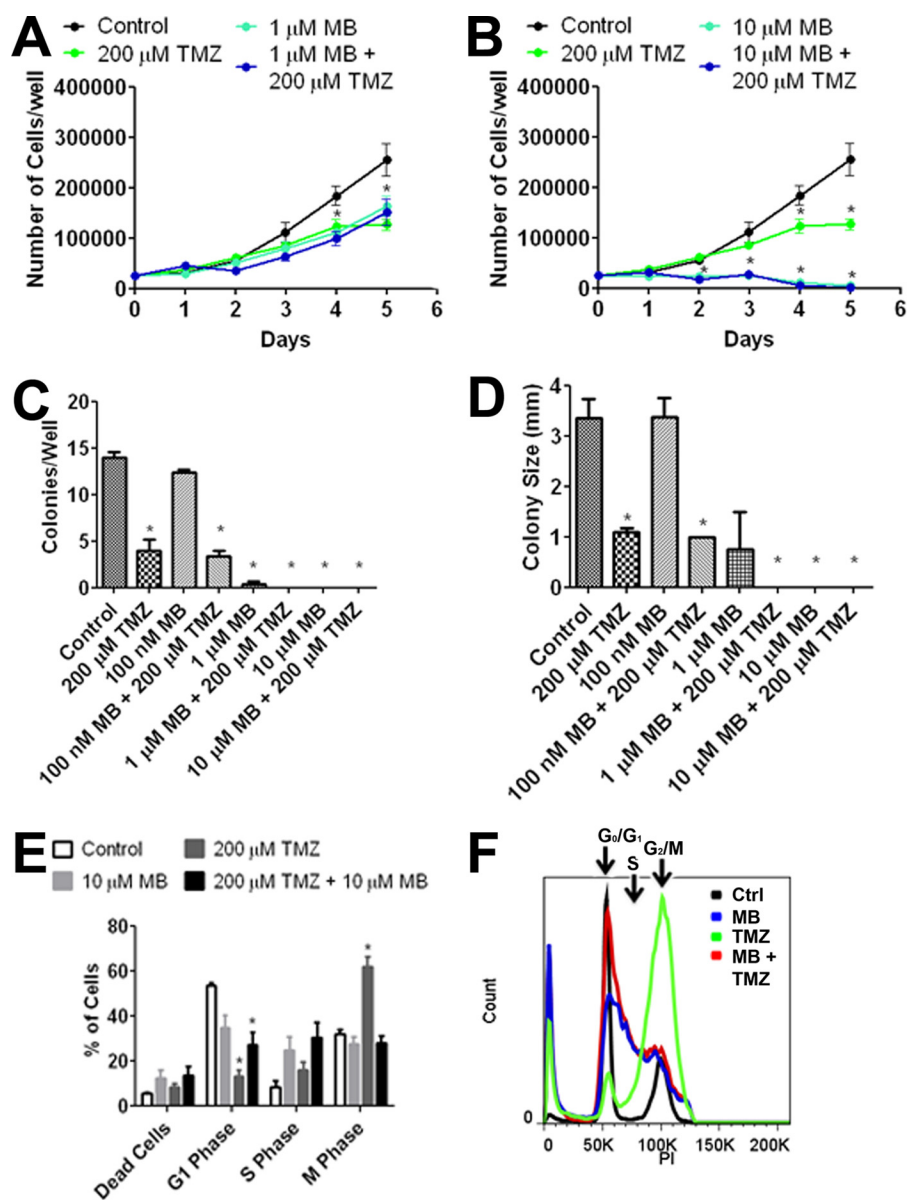 A
Control
1 μM MB
200 μM TMZ
1 μM MB +
200 μM TMZ
Number of Cells/well
400000
300000
200000
100000
0
*
*
0 1 2 3 4 5 6
Days
B
Control
10 μM MB
200 μM TMZ
10 μM MB +
200 μM TMZ
Number of Cells/well
400000
300000
200000
100000
0
* *
* * * *
0 1 2 3 4 5 6
Days
C
Colonies/Well
20
15
10
5
0
* * * * * *
Control
200 μM TMZ
100 nM MB
100 nM MB + 200 μM TMZ
1 μM MB
1 μM MB + 200 μM TMZ
10 μM MB
10 μM MB + 200 μM TMZ
D
Colony Size (mm)
4
3
2
1
0
* * * * *
Control
200 μM TMZ
100 nM MB
100 nM MB + 200 μM TMZ
1 μM MB
1 μM MB + 200 μM TMZ
10 μM MB
10 μM MB + 200 μM TMZ
E
Control
200 μM TMZ
10 μM MB
200 μM TMZ + 10 μM MB
% of Cells
80
60
40
20
0
* * *
Dead Cells
G1 Phase
S Phase
M Phase
F
G₀/G₁
S
G₂/M
Ctrl
MB
TMZ
MB +
TMZ
Count
0
0 50K 100K 150K 200K
PI